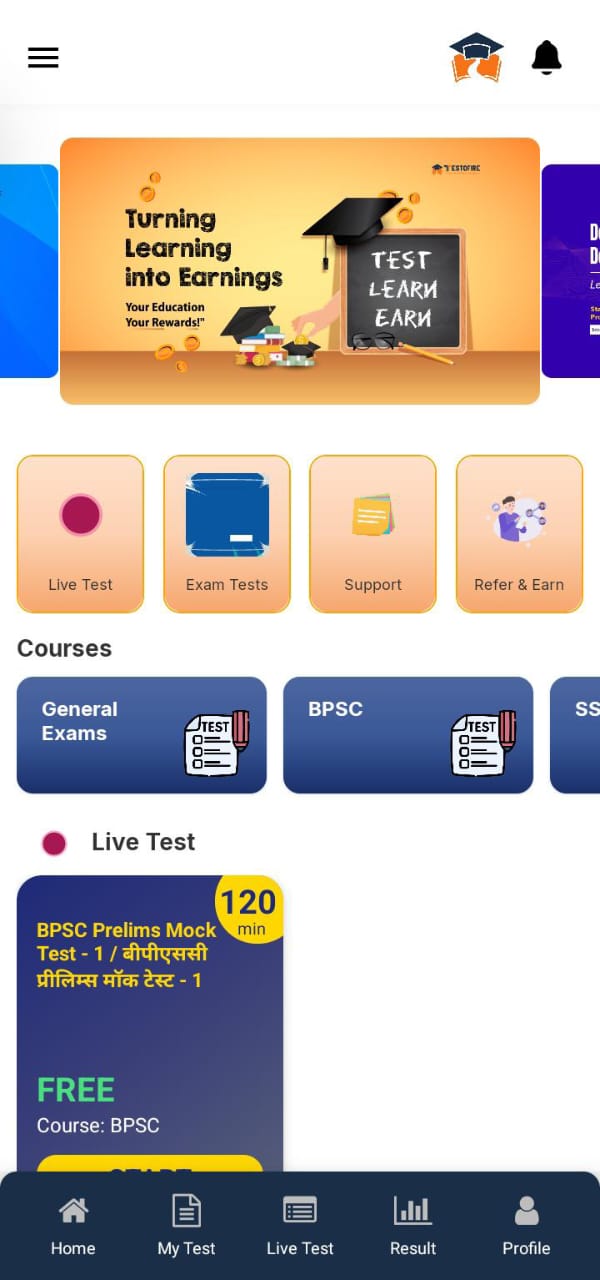 TESTOFIRE
Turning
Learning
into Earnings
Your Education
Your Rewards!"
TEST
LEARN
EARN
Live Test
Exam Tests
Support
Refer & Earn
Courses
General
Exams
TEST
BPSC
TEST
SS
Live Test
120
min
BPSC Prelims Mock
Test - 1 / बीपीएससी
प्रीलिम्स मॉक टेस्ट - 1
FREE
Course: BPSC
START
Home
My Test
Live Test
Result
Profile